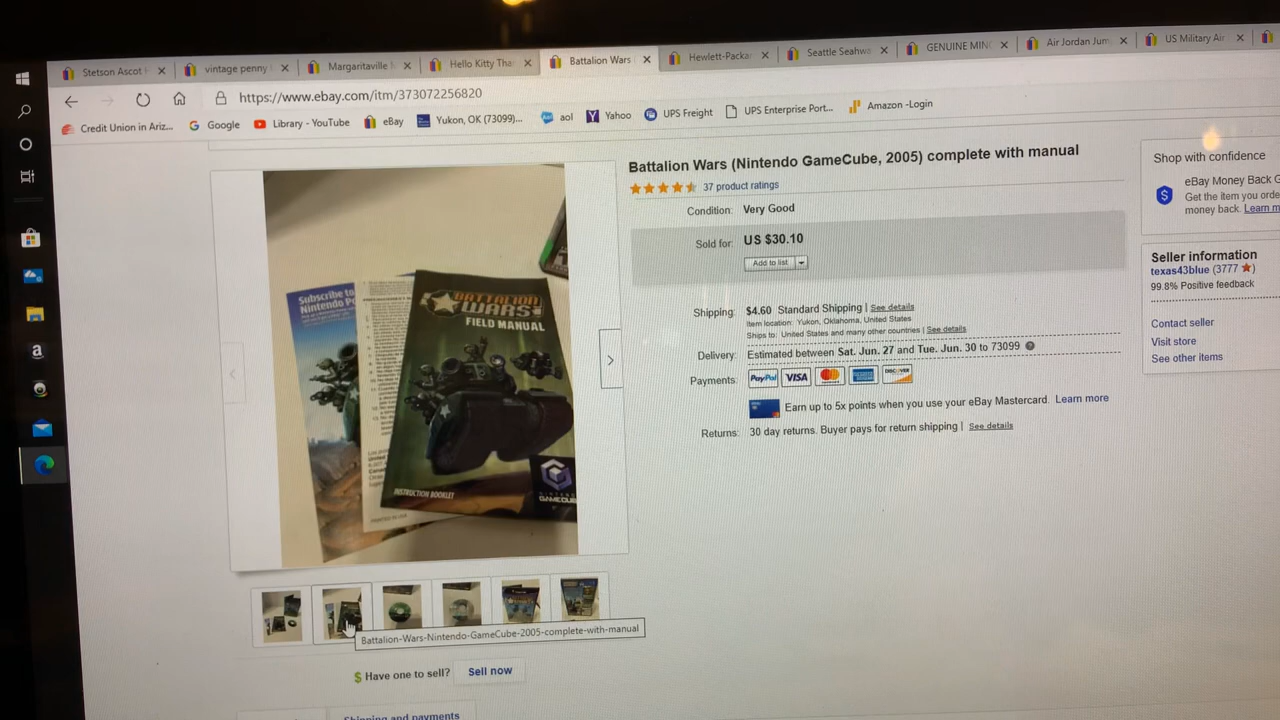 Stetson Ascot
vintage penny
Margaritaville
Hello Kitty Tha
Battalion Wars
Hewlett-Packa
Seattle Seahw
GENUINE MIN
Air Jordan Jum
US Military Air
https://www.ebay.com/itm/373072256820
Credit Union in Ariz...
Google
Library - YouTube
eBay
Yukon, OK (73099)...
aol
Yahoo
UPS Freight
UPS Enterprise Port...
Amazon -Login
Battalion Wars (Nintendo GameCube, 2005) complete with manual
37 product ratings
Condition: Very Good
Sold for: US $30.10
Add to list
Shipping: $4.60 Standard Shipping | See details
Item location: Yukon, Oklahoma, United States
Ships to: United States and many other countries | See details
Delivery: Estimated between Sat. Jun. 27 and Tue. Jun. 30 to 73099
Payments: PayPal VISA DISCOVER
Earn up to 5x points when you use your eBay Mastercard. Learn more
Returns: 30 day returns. Buyer pays for return shipping | See details
Shop with confidence
eBay Money Back G
Get the item you orde
money back. Learn m
Seller information
texas43blue (3777 )
99.8% Positive feedback
Contact seller
Visit store
See other items
Subscribe to
Nintendo Po
BATTALION
WARS
FIELD MANUAL
INSTRUCTION BOOKLET
NINTENDO
GAMECUBE
PRINTED IN USA
Battalion-Wars-Nintendo-GameCube-2005-complete-with-manual
$ Have one to sell? Sell now
Shipping and payments